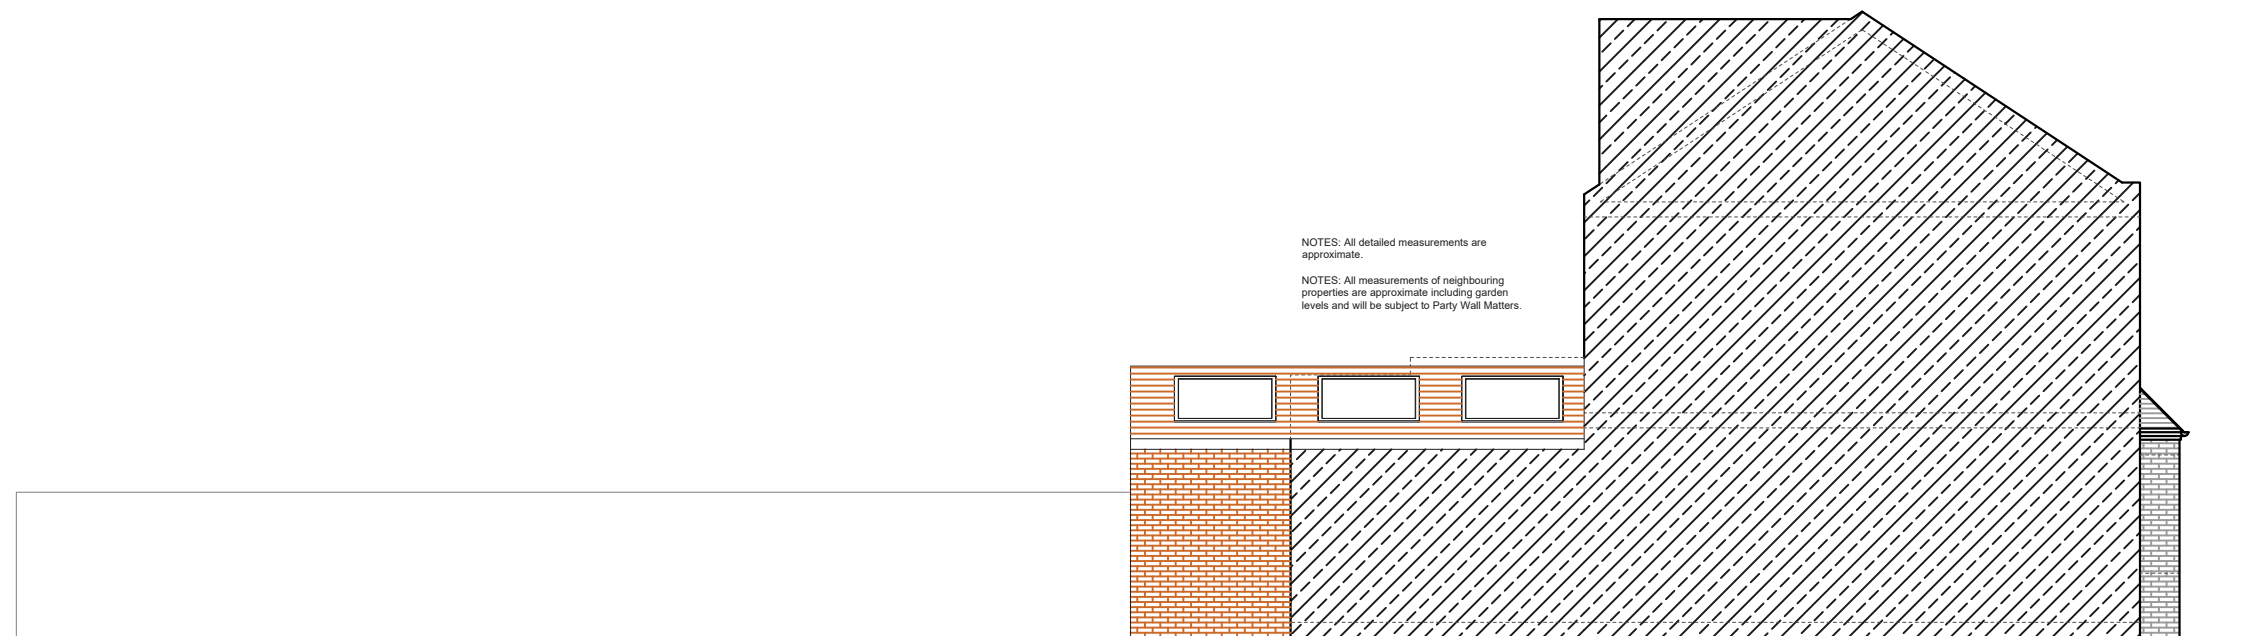 NOTES: All detailed measurements are
approximate.
NOTES: All measurements of neighbouring
properties are approximate including garden
levels and will be subject to Party Wall Matters.